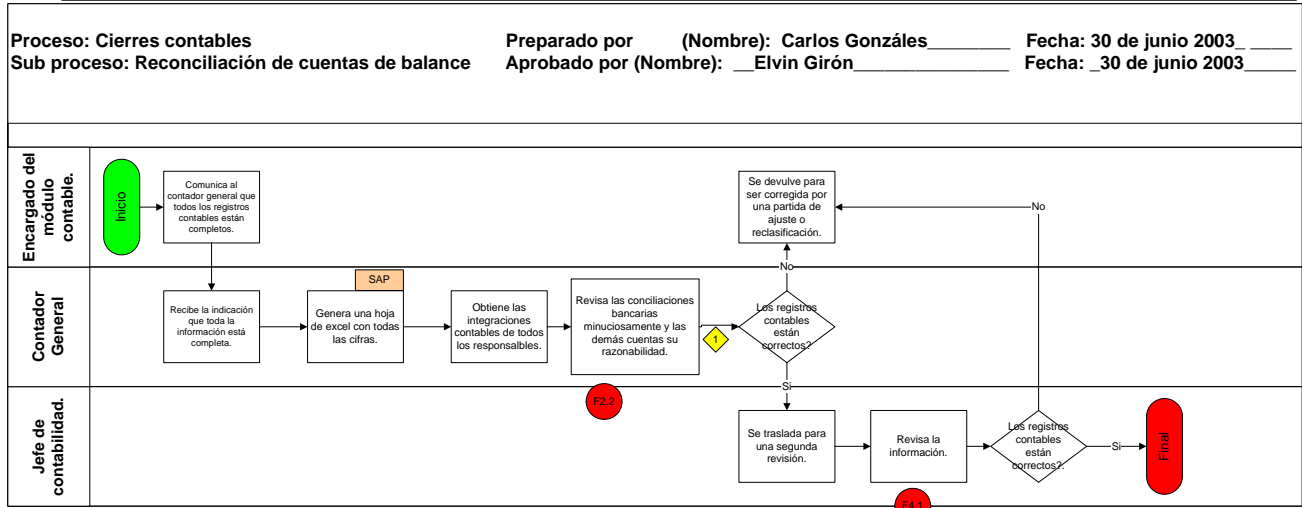 Proceso: Cierres contables Preparado por (Nombre): Carlos Gonzáles_________ Fecha: 30 de junio 2003_ ____
Sub proceso: Reconciliación de cuentas de balance Aprobado por (Nombre): __Elvin Girón________________ Fecha: _30 de junio 2003_____
Encargado del
módulo
contable.
Inicio
Comunica al
contador general que
todos los registros
contables están
completos.
Se devulve para
ser corregida por
una partida de
ajuste o
reclasificación.
No
No
Contador
General
Recibe la indicación
que toda la
información está
completa.
SAP
Genera una hoja
de excel con todas
las cifras.
Obtiene las
integraciones
contables de todos
los responsalbles.
Revisa las conciliaciones
bancarias
minuciosamente y las
demás cuentas su
razonabilidad.
1
Los registros
contables
están
correctos?
Si
F2.2
Jefe de
contabilidad.
Se traslada para
una segunda
revisión.
Revisa la
información.
Los registros
contables
están
correctos?.
Si
Final
F4.1